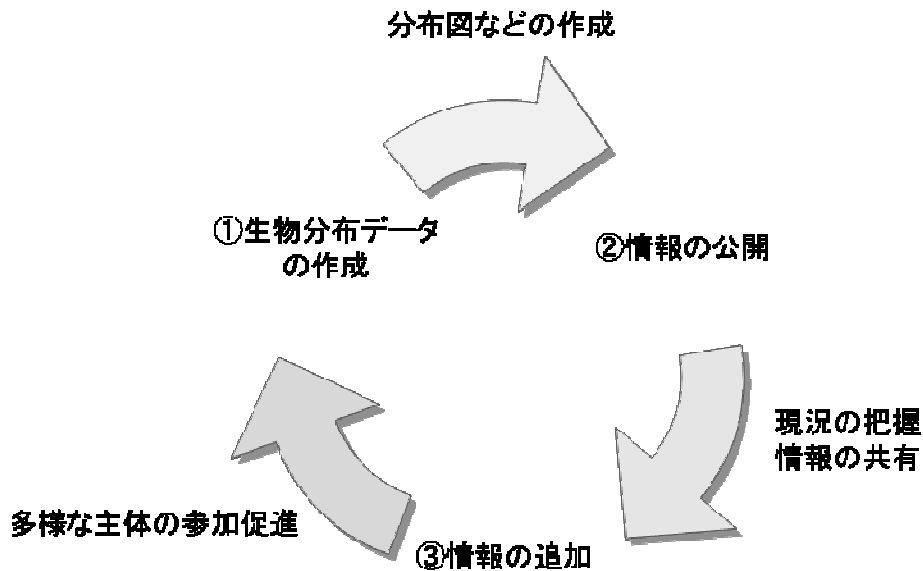 分布図などの作成
①生物分布データ
の作成
②情報の公開
現況の把握
情報の共有
多様な主体の参加促進
③情報の追加